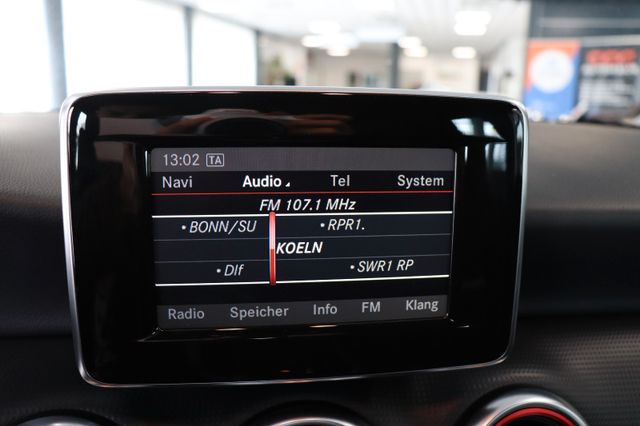 13:02 TA
Navi Audio Tel System
FM 107.1 MHz
•BONN/SU •RPR1.
KOELN
•Dlf •SWR1 RP
Radio Speicher Info FM Klang